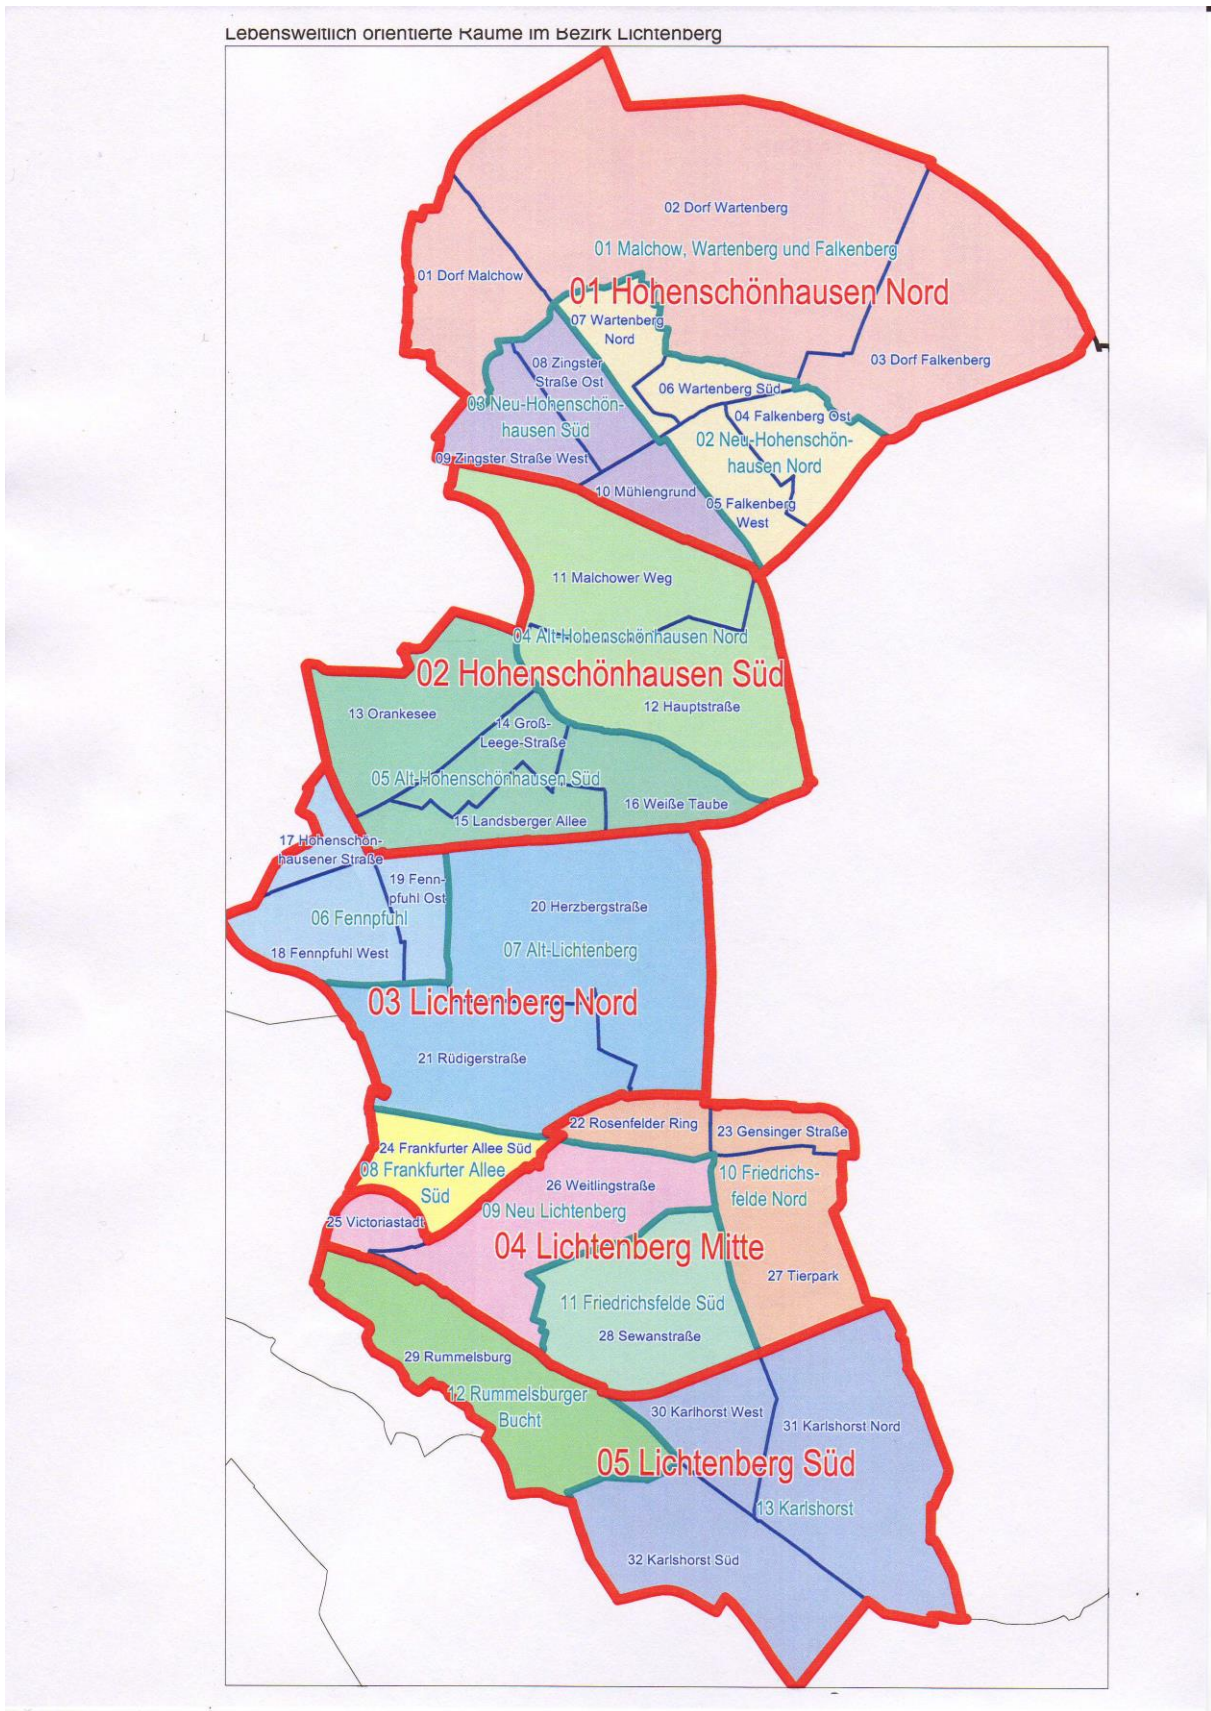 Lebensweltlich orientierte Räume im Bezirk Lichtenberg
02 Dorf Wartenberg
01 Malchow, Wartenberg und Falkenberg
01 Dorf Malchow
01 Hohenschönhausen Nord
07 Wartenberg
Nord
03 Dorf Falkenberg
08 Zingster
Straße Ost
06 Wartenberg Süd
03 Neu-Hohenschön-
hausen Süd
04 Falkenberg Ost
02 Neu-Hohenschön-
hausen Nord
09 Zingster Straße West
10 Mühlengrund
05 Falkenberg
West
11 Malchower Weg
04 Alt-Hohenschönhausen Nord
02 Hohenschönhausen Süd
13 Orankesee
12 Hauptstraße
14 Groß-
Leege-Straße
05 Alt-Hohenschönhausen Süd
16 Weiße Taube
15 Landsberger Allee
17 Hohenschön-
hausener Straße
19 Fenn-
pfuhl Ost
20 Herzbergstraße
06 Fennpfuhl
18 Fennpfuhl West
07 Alt-Lichtenberg
03 Lichtenberg Nord
21 Rüdigerstraße
22 Rosenfelder Ring
23 Gensinger Straße
24 Frankfurter Allee Süd
08 Frankfurter Allee
Süd
10 Friedrichs-
felde Nord
26 Weitlingstraße
09 Neu Lichtenberg
25 Victoriastadt
04 Lichtenberg Mitte
27 Tierpark
11 Friedrichsfelde Süd
28 Sewanstraße
29 Rummelsburg
12 Rummelsburger
Bucht
30 Karlhorst West
31 Karlshorst Nord
05 Lichtenberg Süd
13 Karlshorst
32 Karlshorst Süd